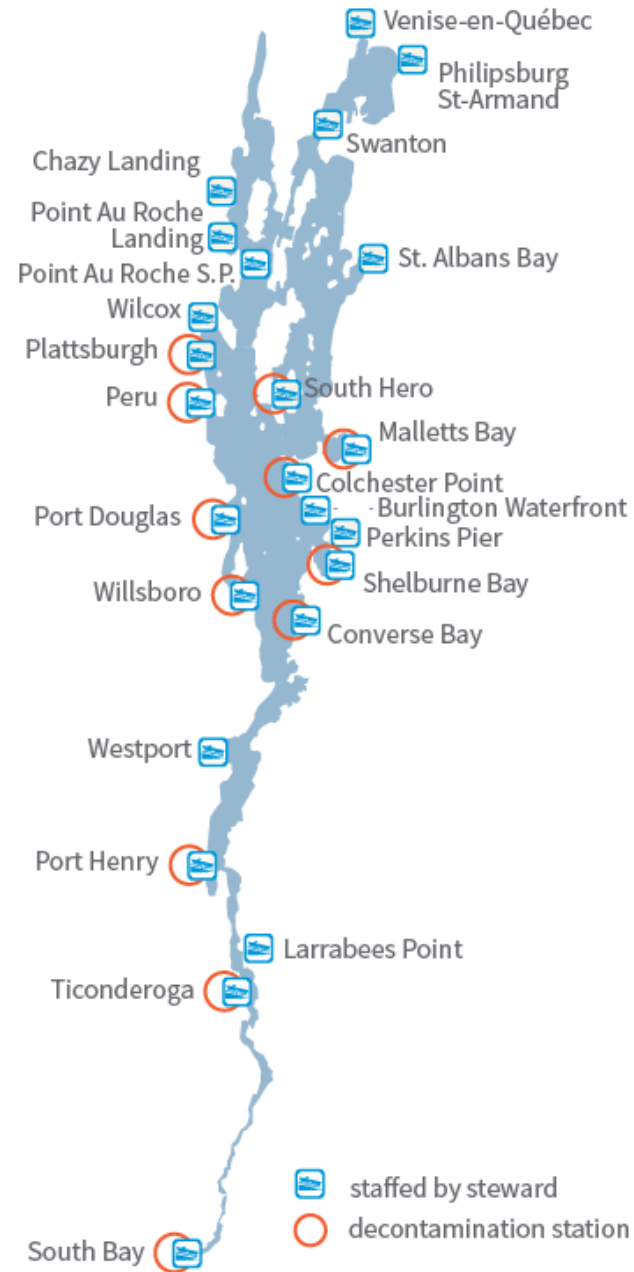 Venise-en-Québec
Philipsburg
St-Armand
Swanton
Chazy Landing
Point Au Roche
Landing
Point Au Roche S.P.
St. Albans Bay
Wilcox
Plattsburgh
South Hero
Peru
Malletts Bay
Colchester Point
Burlington Waterfront
Port Douglas
Perkins Pier
Shelburne Bay
Willsboro
Converse Bay
Westport
Port Henry
Larrabees Point
Ticonderoga
staffed by steward
decontamination station
South Bay